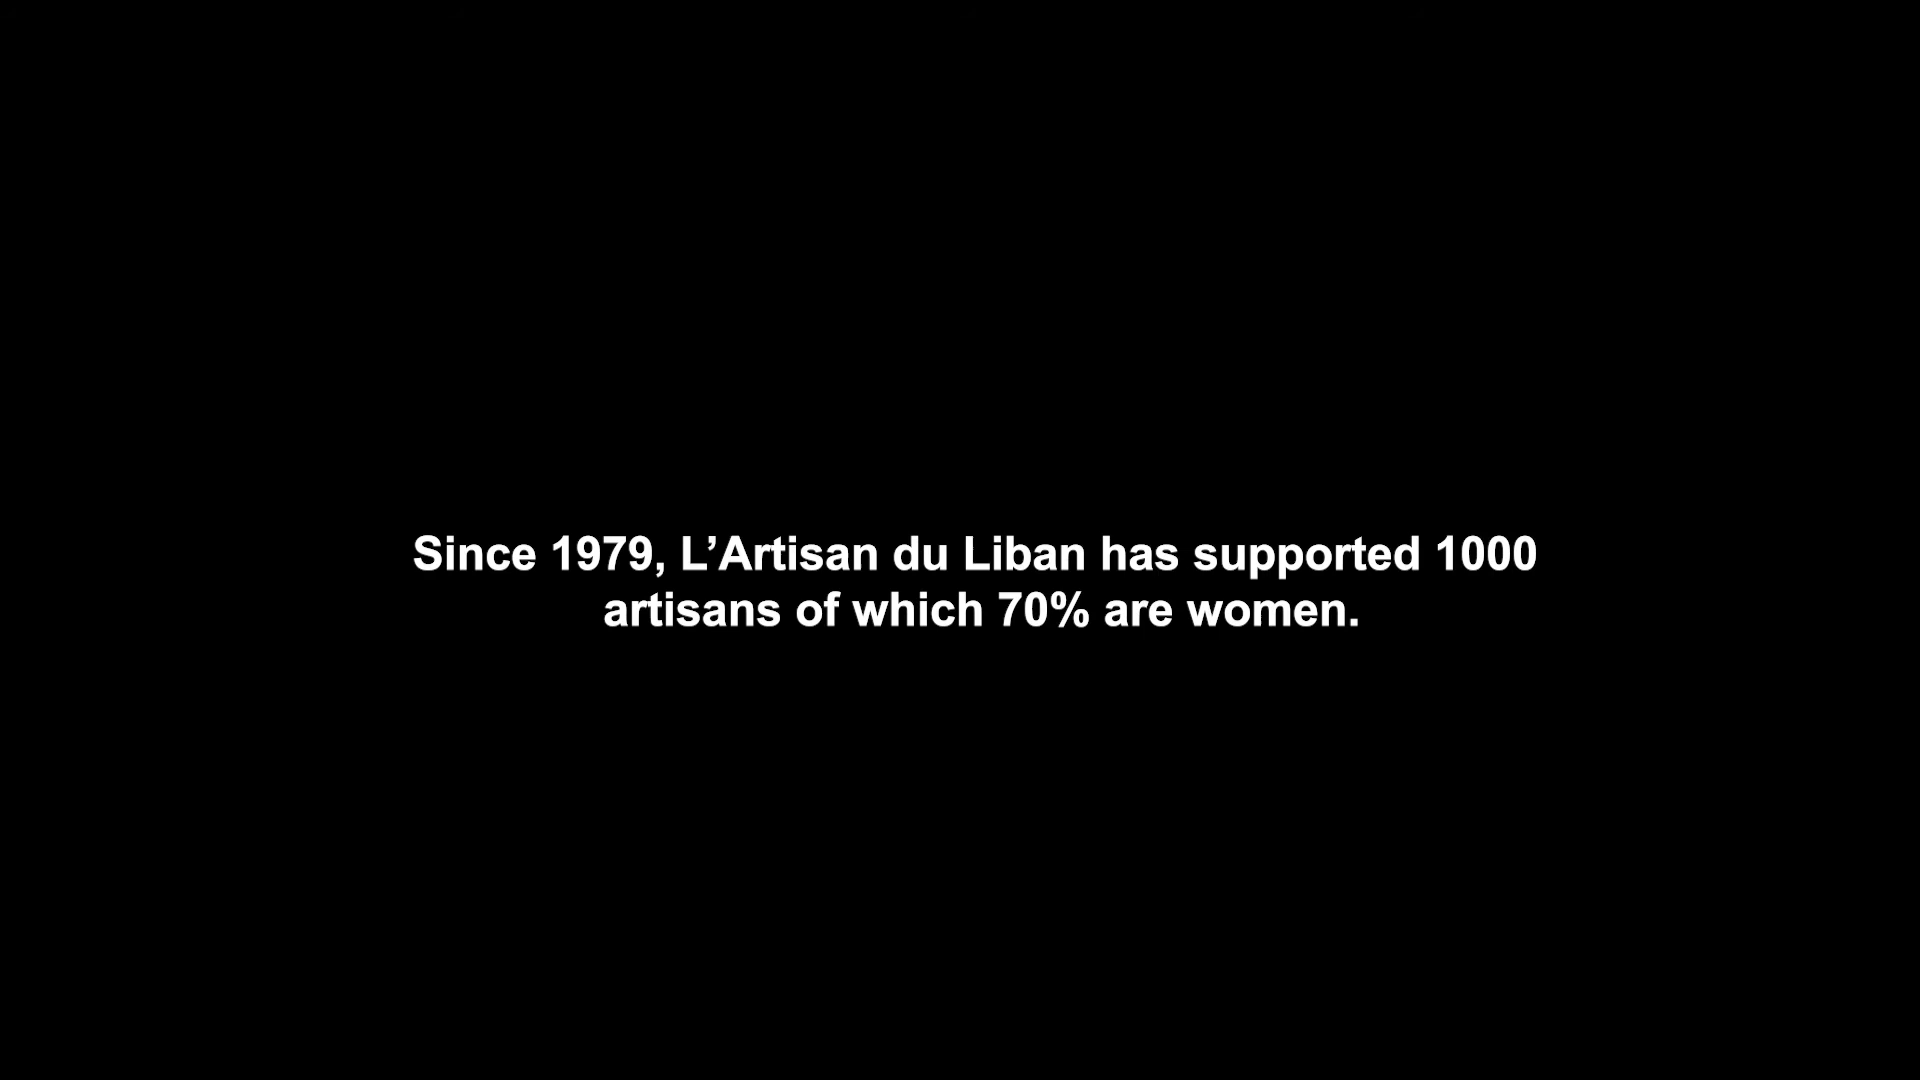 Since 1979, L’Artisan du Liban has supported 1000
artisans of which 70% are women.